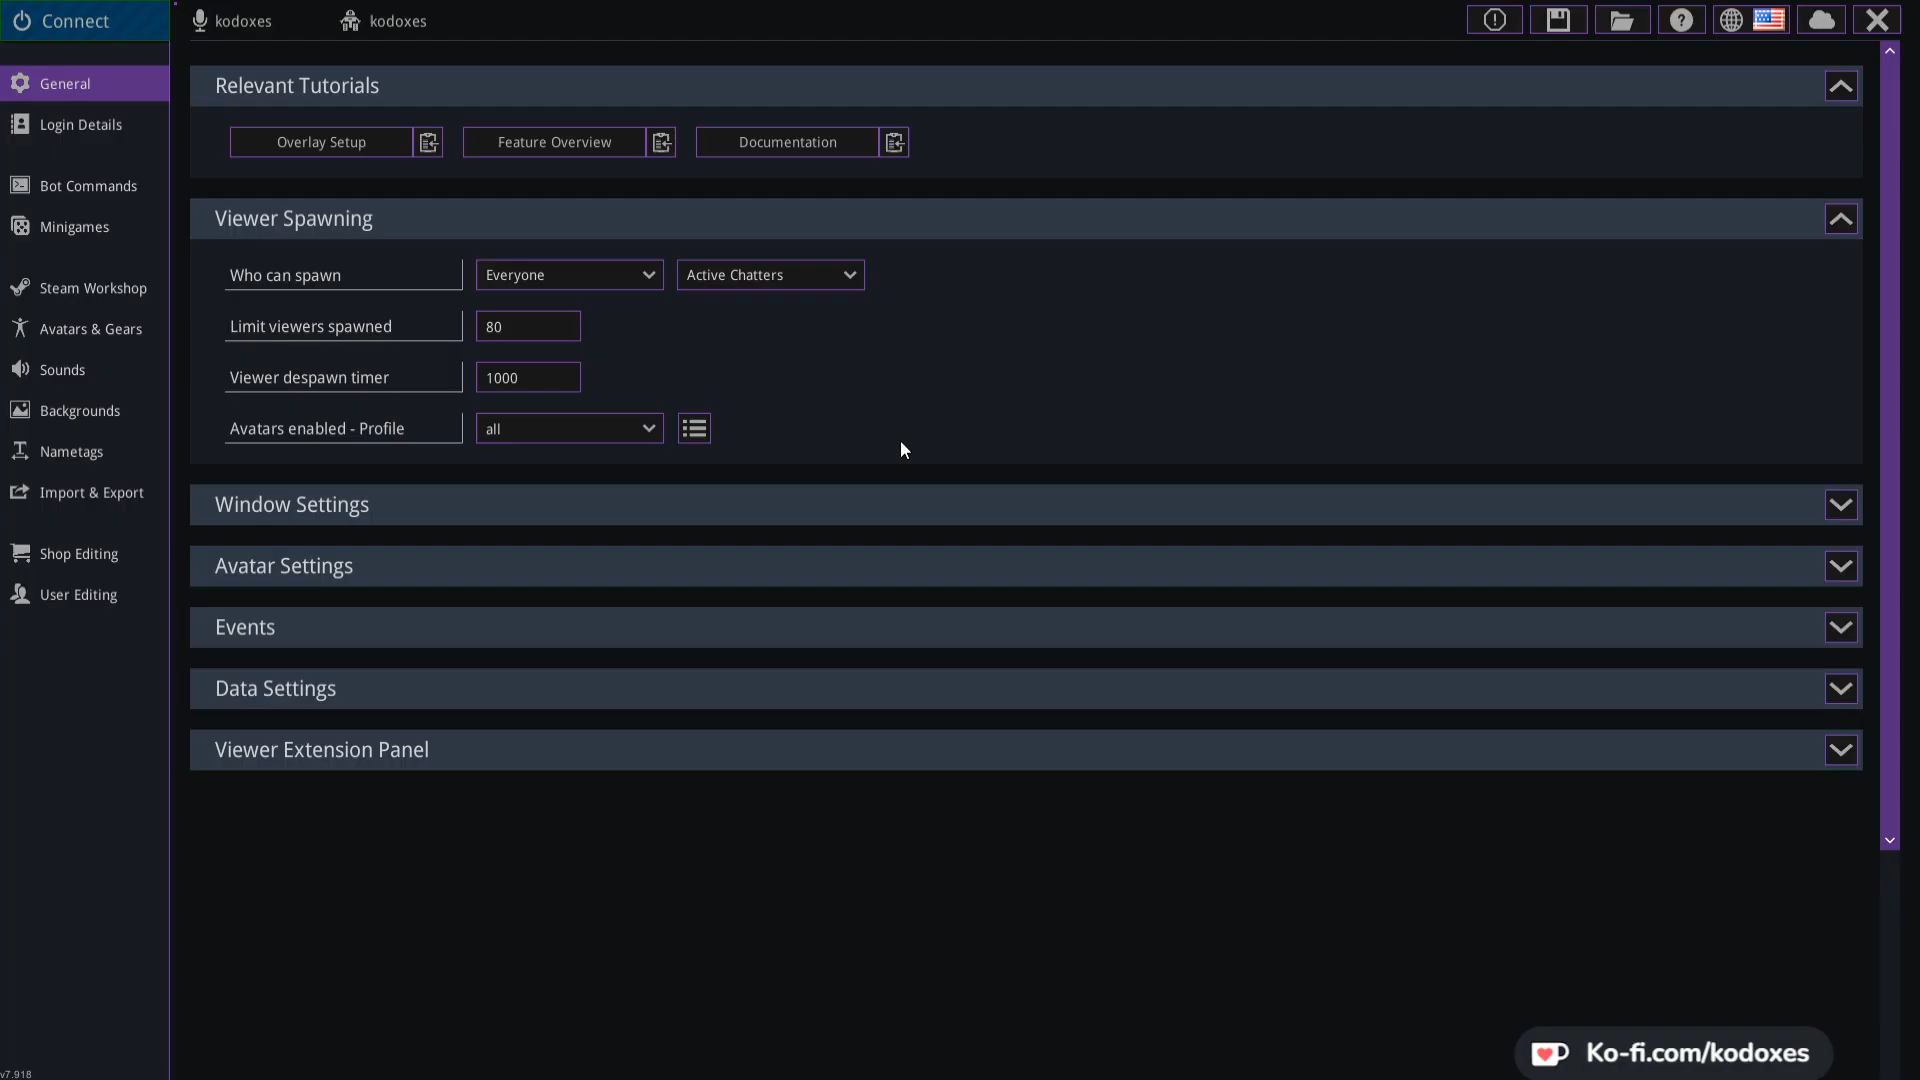 Connect
kodoxes
kodoxes
General
Login Details
Bot Commands
Minigames
Steam Workshop
Avatars & Gears
Sounds
Backgrounds
Nametags
Import & Export
Shop Editing
User Editing
v7.918
Relevant Tutorials
Overlay Setup
Feature Overview
Documentation
Viewer Spawning
Who can spawn
Everyone
Active Chatters
Limit viewers spawned
80
Viewer despawn timer
1000
Avatars enabled - Profile
all
Window Settings
Avatar Settings
Events
Data Settings
Viewer Extension Panel
Ko-fi.com/kodoxes